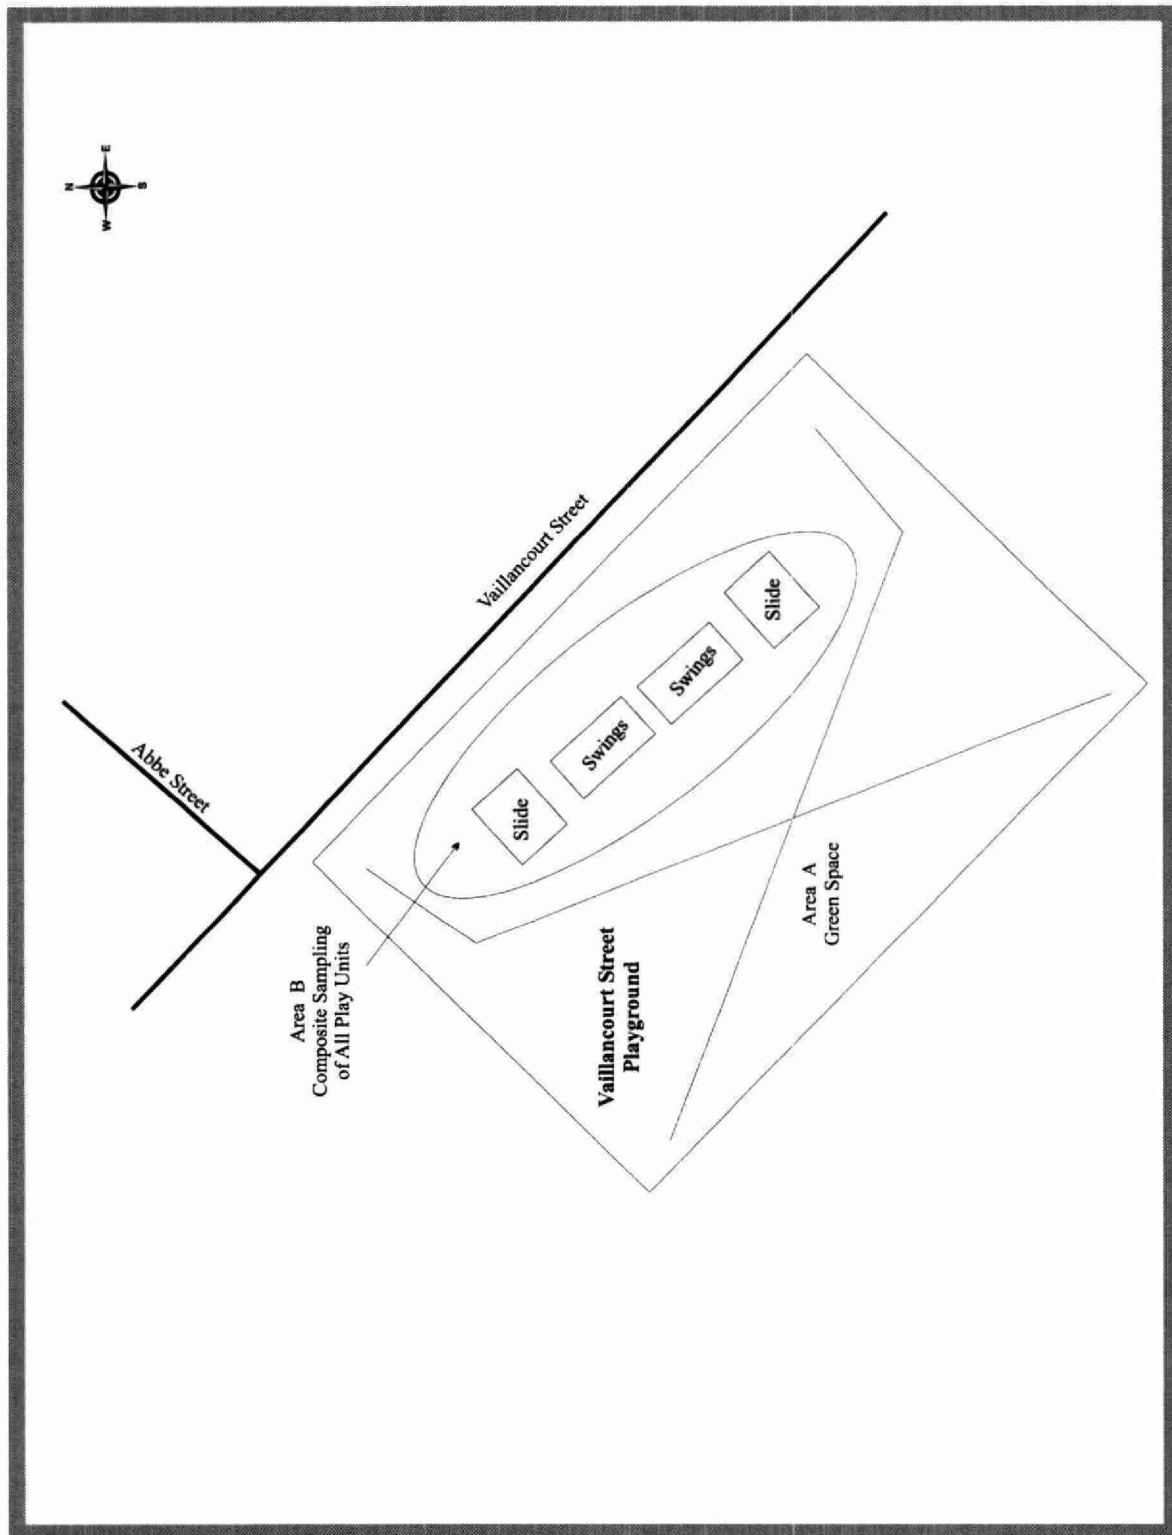 N
E
S
W
Abbe Street
Vaillancourt Street
Area B
Composite Sampling
of All Play Units
Slide
Swings
Swings
Slide
Vaillancourt Street
Playground
Area A
Green Space